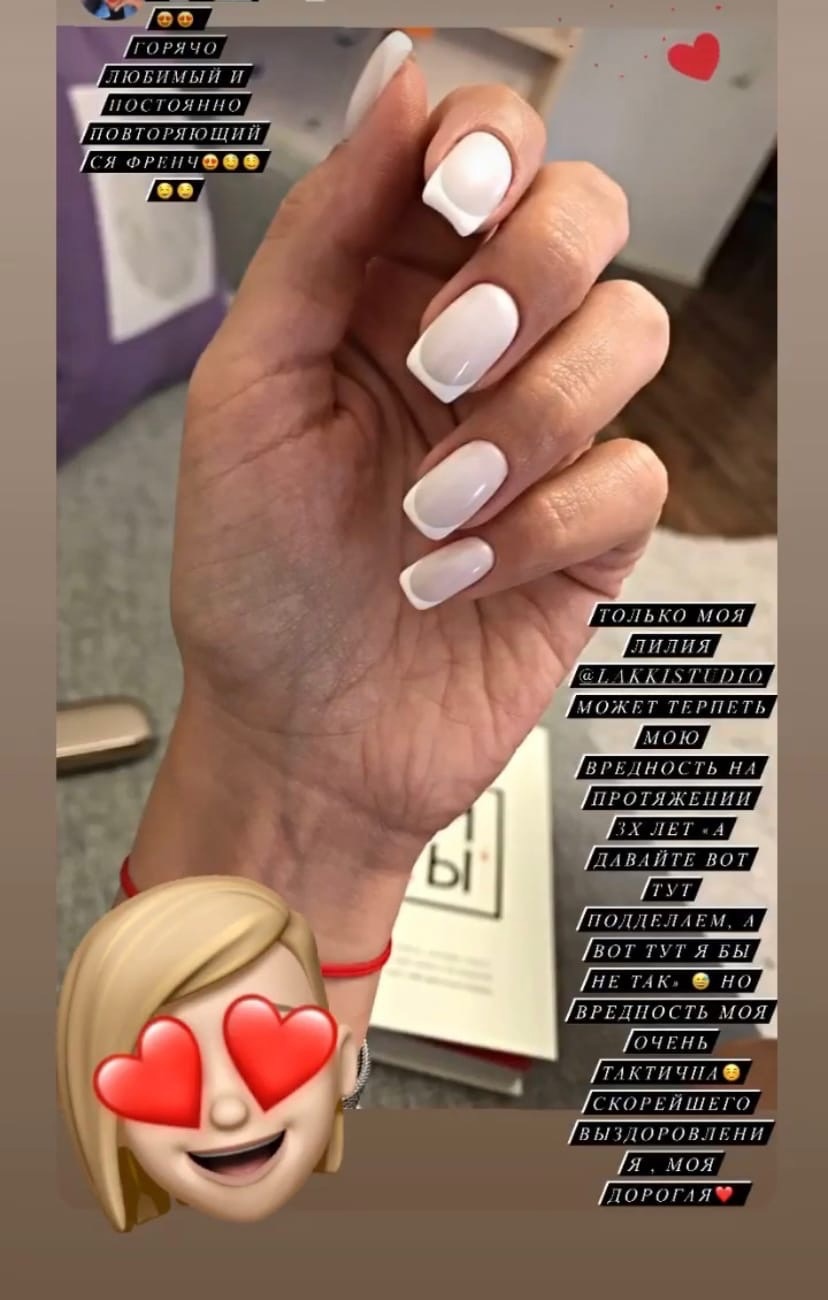 😍😍
ГОРЯЧО
ЛЮБИМЫЙ И
ПОСТОЯННО
ПОВТОРЯЮЩИЙ
СЯ ФРЕНЧ😍☺️☺️
☺️☺️
ТОЛЬКО МОЯ
ЛИЛИЯ
@LAKKISTUDIO
МОЖЕТ ТЕРПЕТЬ
МОЮ
ВРЕДНОСТЬ НА
ПРОТЯЖЕНИИ
3Х ЛЕТ «А
ДАВАЙТЕ ВОТ
ТУТ
ПОДДЕЛАЕМ, А
ВОТ ТУТ Я БЫ
НЕ ТАК» 😅 НО
ВРЕДНОСТЬ МОЯ
ОЧЕНЬ
ТАКТИЧНА☺️
СКОРЕЙШЕГО
ВЫЗДОРОВЛЕНИ
Я , МОЯ
ДОРОГАЯ❤️